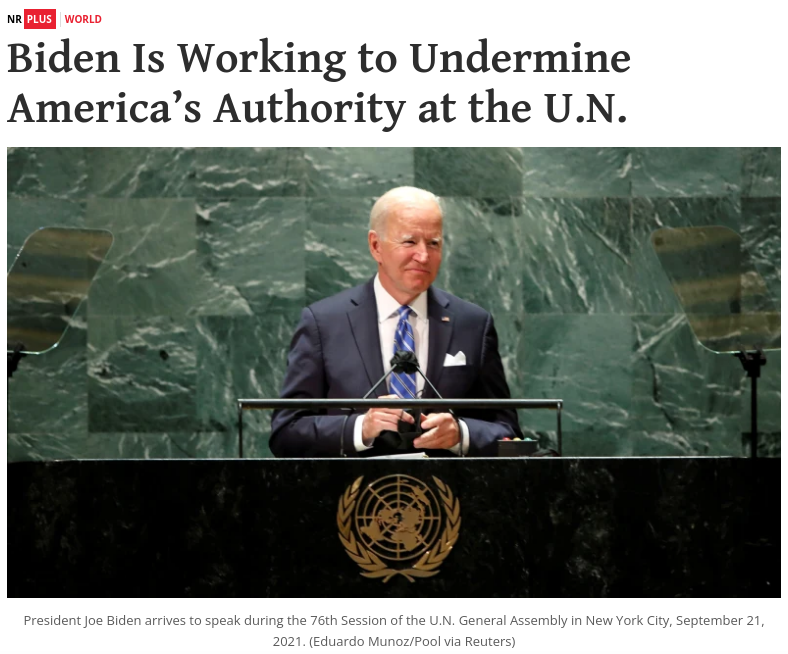 NR PLUS WORLD
Biden Is Working to Undermine
America’s Authority at the U.N.
President Joe Biden arrives to speak during the 76th Session of the U.N. General Assembly in New York City, September 21,
2021. (Eduardo Munoz/Pool via Reuters)